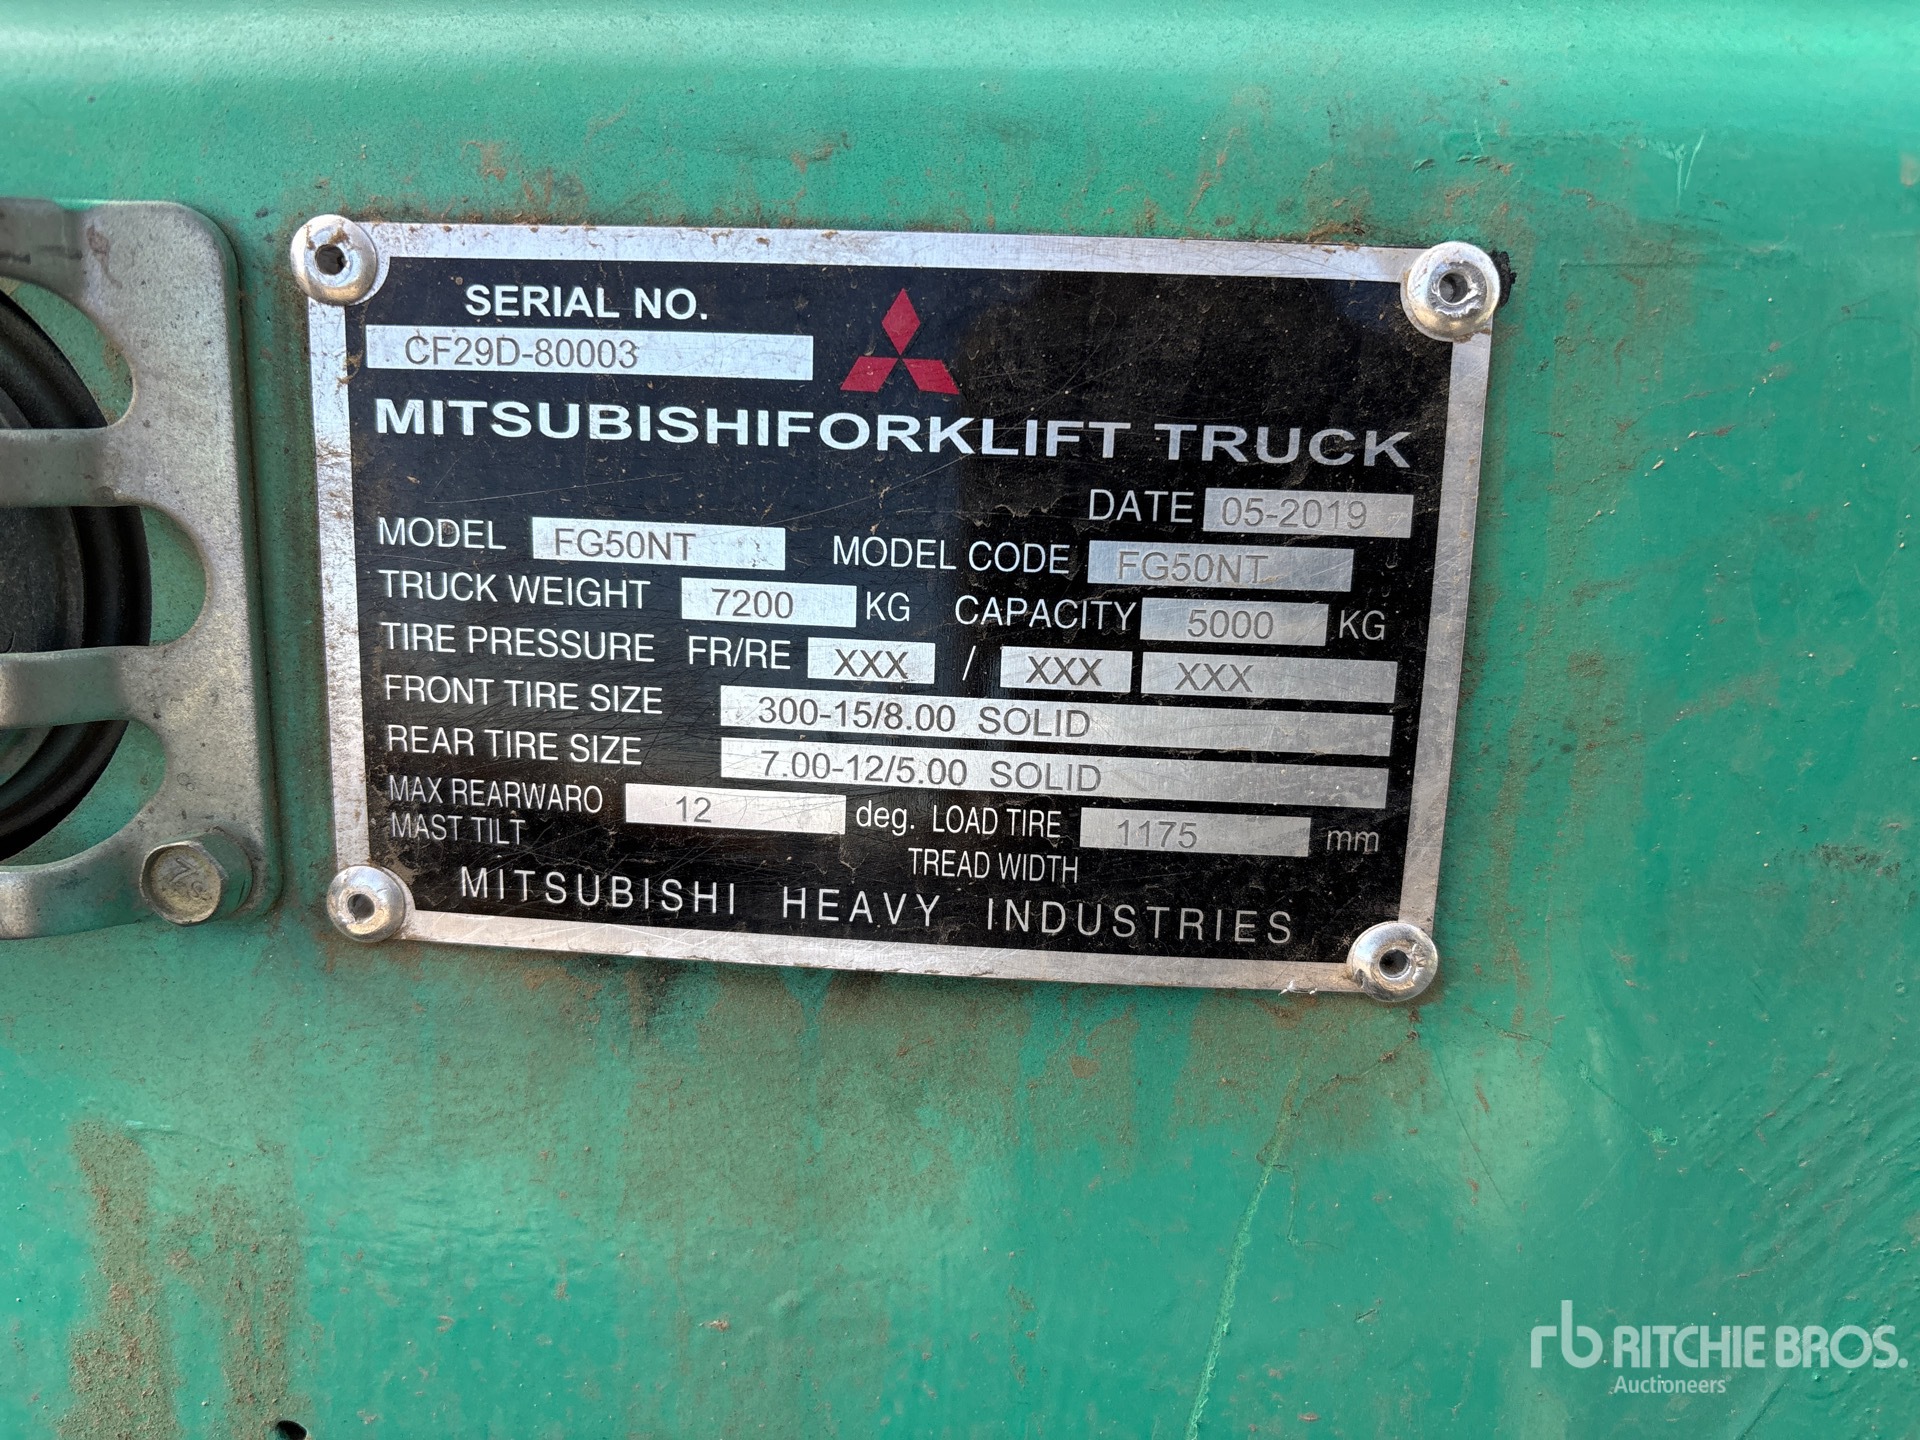 SERIAL NO.
CF29D-80003
MITSUBISHIFORKLIFT TRUCK
DATE 05-2019
MODEL FG50NT MODEL CODE FG50NT
TRUCK WEIGHT 7200 KG CAPACITY 5000 KG
TIRE PRESSURE FR/RE XXX / XXX XXX
FRONT TIRE SIZE 300-15/8.00 SOLID
REAR TIRE SIZE 7.00-12/5.00 SOLID
MAX REARWARO 12 deg. LOAD TIRE 1175 mm
MAST TILT TREAD WIDTH
MITSUBISHI HEAVY INDUSTRIES
rb RITCHIE BROS.
Auctioneers